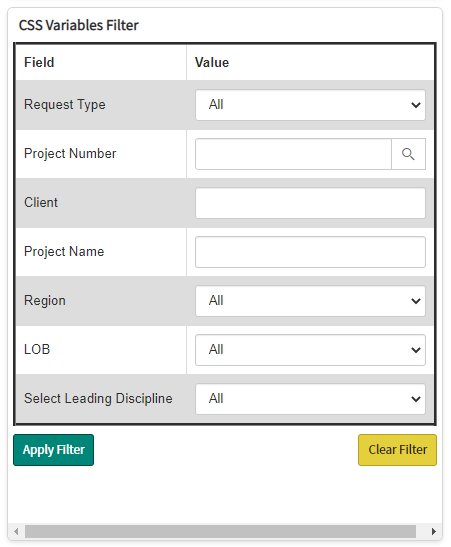 CSS Variables Filter
Field Value
Request Type All
Project Number
Client
Project Name
Region All
LOB All
Select Leading Discipline All
Apply Filter Clear Filter